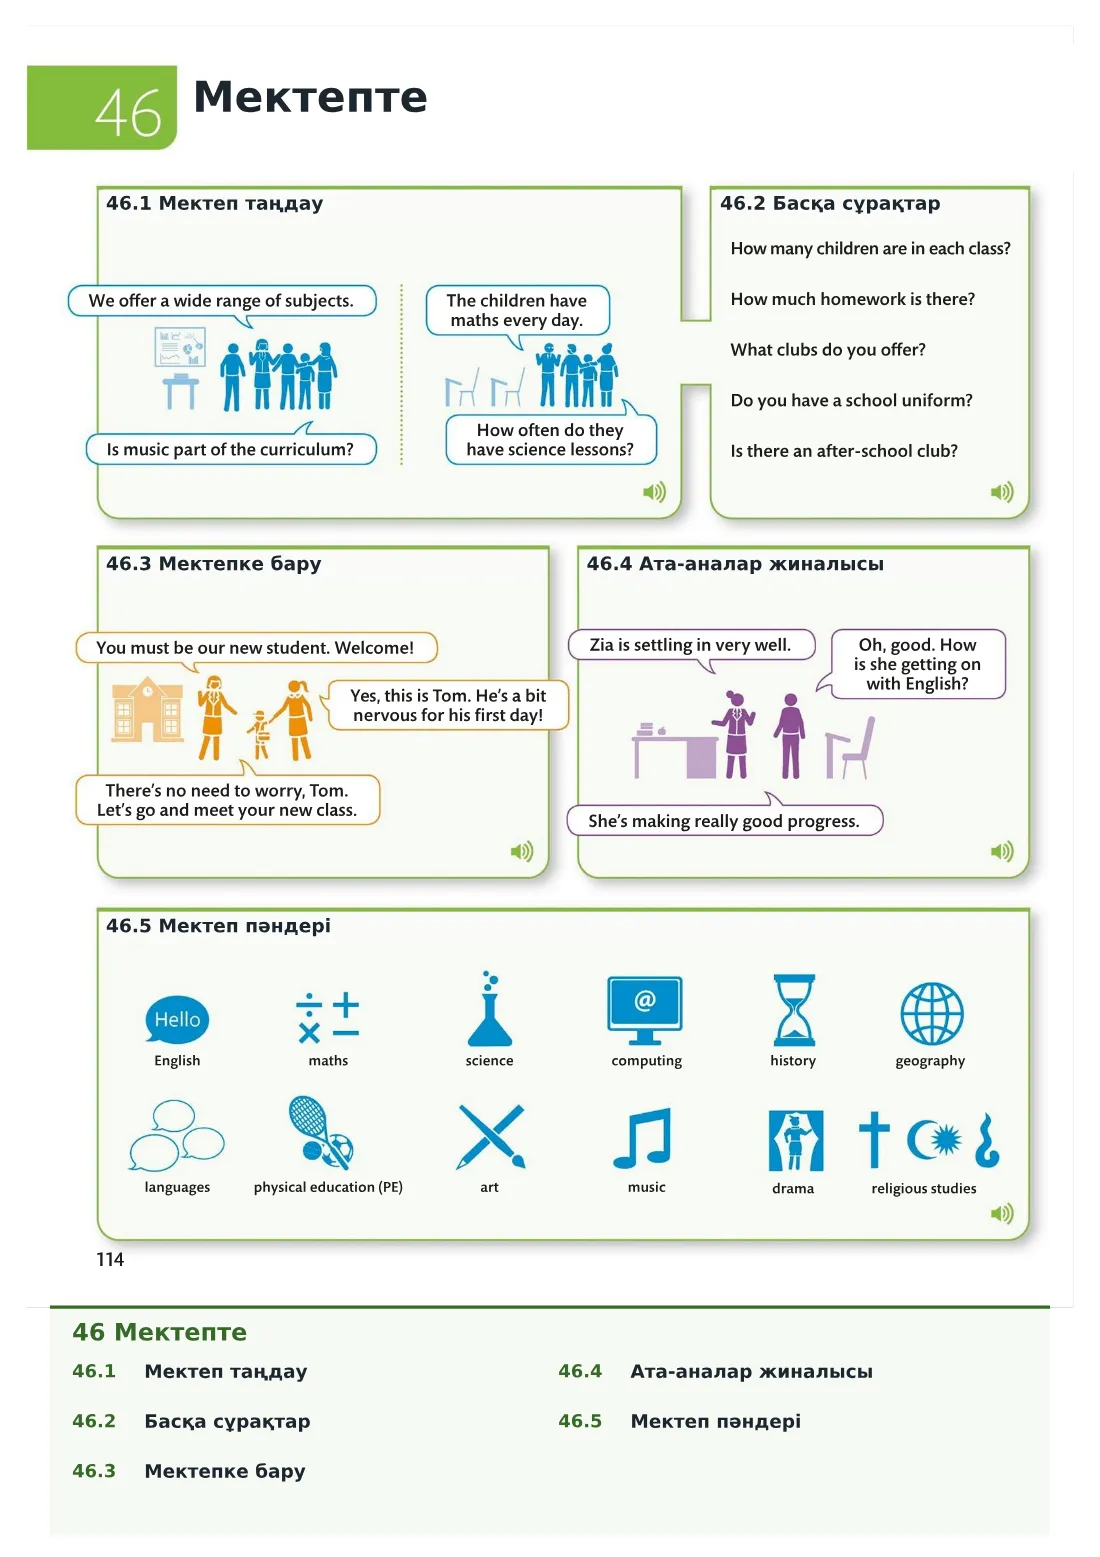 46
Мектепте
46.1 Мектеп таңдау
We offer a wide range of subjects.
Is music part of the curriculum?
The children have
maths every day.
How often do they
have science lessons?
46.2 Басқа сұрақтар
How many children are in each class?
How much homework is there?
What clubs do you offer?
Do you have a school uniform?
Is there an after-school club?
46.3 Мектепке бару
You must be our new student. Welcome!
Yes, this is Tom. He's a bit
nervous for his first day!
There's no need to worry, Tom.
Let's go and meet your new class.
46.4 Ата-аналар жиналысы
Zia is settling in very well.
Oh, good. How
is she getting on
with English?
She's making really good progress.
46.5 Мектеп пәндері
Hello
@
English
maths
science
computing
history
geography
languages
physical education (PE)
art
music
drama
religious studies
114
46 Мектепте
46.1 Мектеп таңдау
46.2 Басқа сұрақтар
46.3 Мектепке бару
46.4 Ата-аналар жиналысы
46.5 Мектеп пәндері